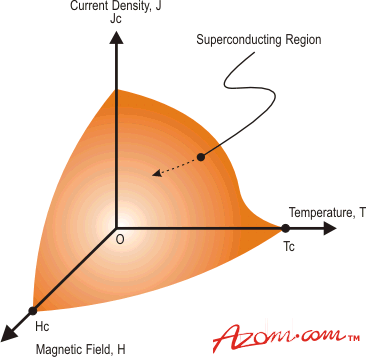 Current Density, J
Jc
Superconducting Region
Temperature, T
O
Tc
Hc
Magnetic Field, H
Azom.com™